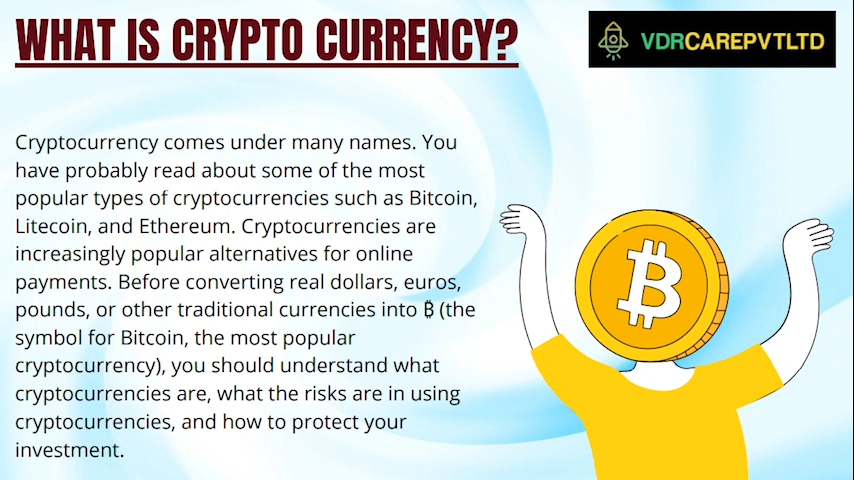 WHAT IS CRYPTO CURRENCY?
VDRCAREPVTLTD
Cryptocurrency comes under many names. You
have probably read about some of the most
popular types of cryptocurrencies such as Bitcoin,
Litecoin, and Ethereum. Cryptocurrencies are
increasingly popular alternatives for online
payments. Before converting real dollars, euros,
pounds, or other traditional currencies into ₿ (the
symbol for Bitcoin, the most popular
cryptocurrency), you should understand what
cryptocurrencies are, what the risks are in using
cryptocurrencies, and how to protect your
investment.
₿